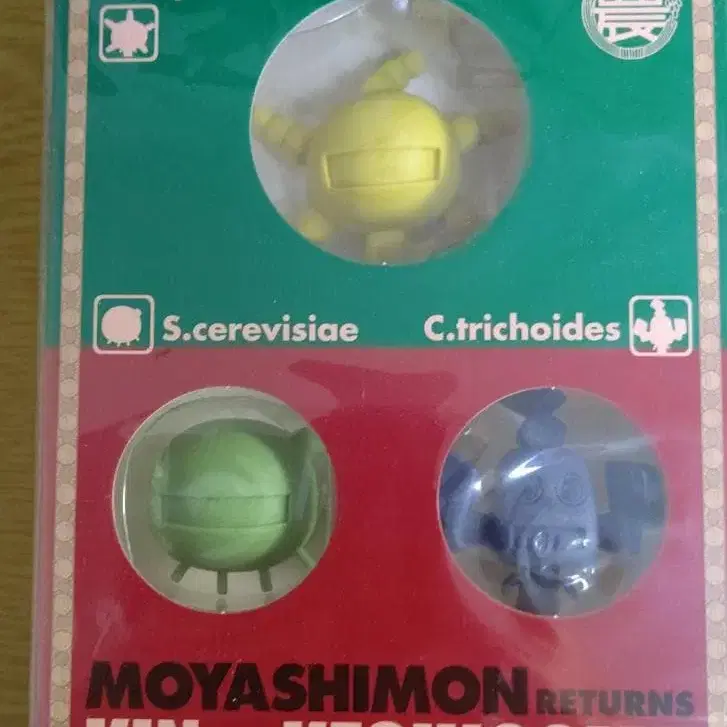 S.cerevisiae
C.trichoides
MOYASHIMON RETURNS